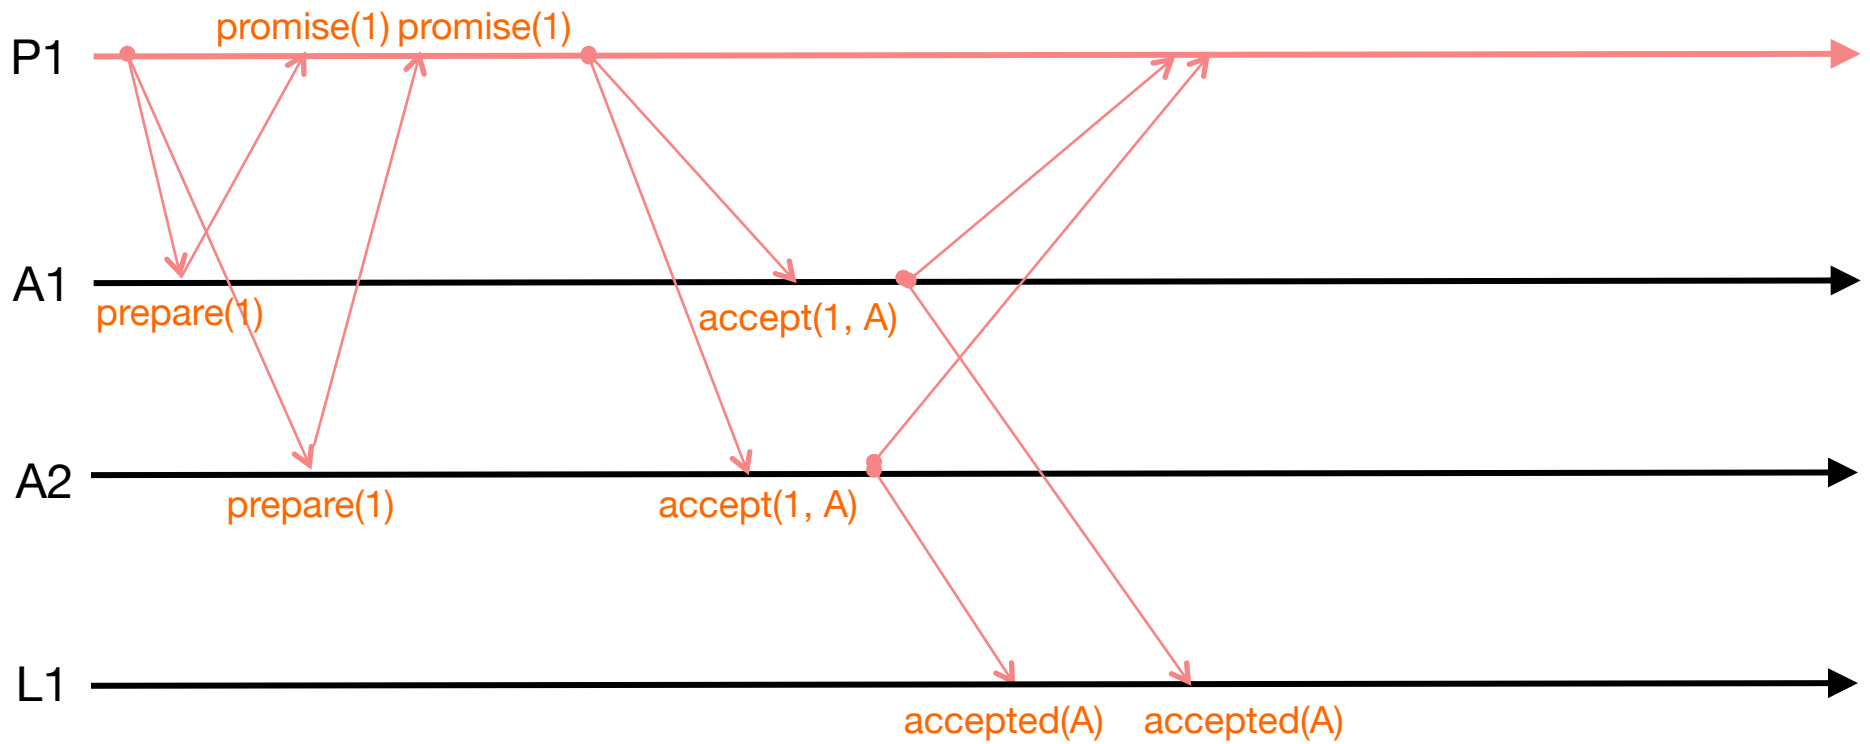 promise(1) promise(1)
P1
A1
prepare(1)
accept(1, A)
A2
prepare(1)
accept(1, A)
L1
accepted(A) accepted(A)